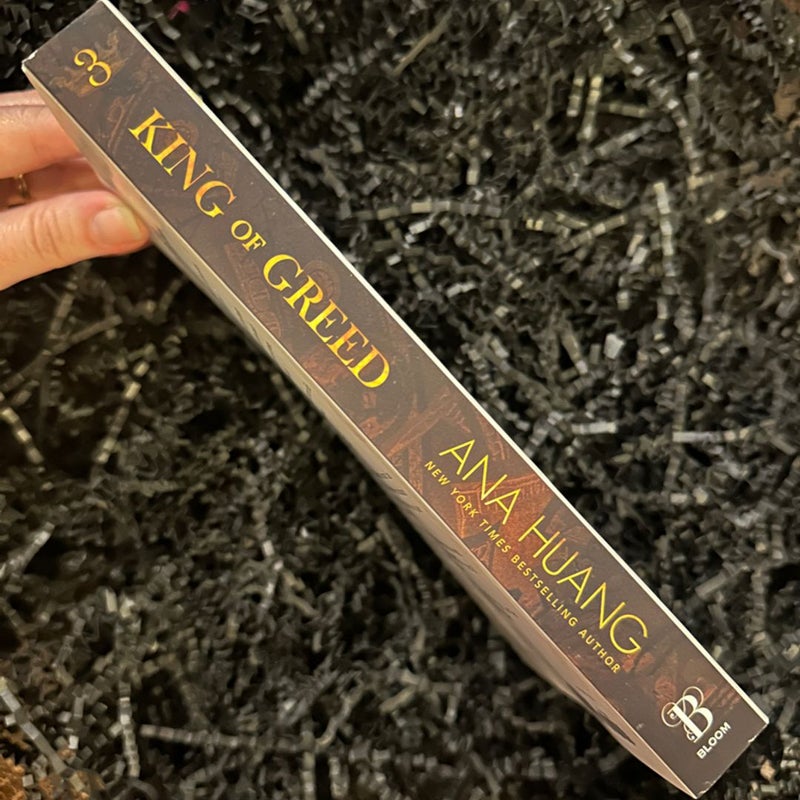 3
KING OF GREED
ANA HUANG
NEW YORK TIMES BESTSELLING AUTHOR
B
BLOOM